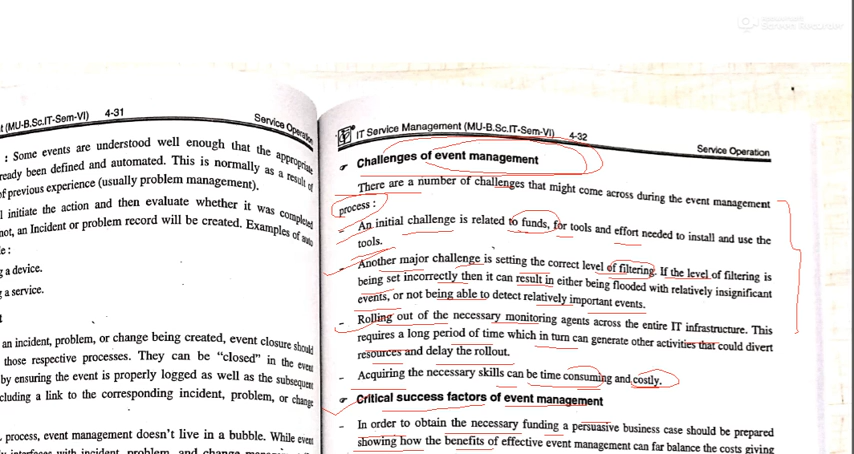 Screen Recorder
t (MU-B.Sc.IT-Sem-VI) 4-31 Service Operation
: Some events are understood well enough that the appropriate
ready been defined and automated. This is normally as a result of
of previous experience (usually problem management).
l initiate the action and then evaluate whether it was completed
not, an Incident or problem record will be created. Examples of auto
e :
g a device.
g a service.
t
an incident, problem, or change being created, event closure should
those respective processes. They can be “closed” in the event
by ensuring the event is properly logged as well as the subsequent
cluding a link to the corresponding incident, problem, or change
process, event management doesn’t live in a bubble. While event
interfaces with incident, problem, and change
IT Service Management (MU-B.Sc.IT-Sem-VI) 4-32 Service Operation
☞ Challenges of event management
There are a number of challenges that might come across during the event management
process :
- An initial challenge is related to funds, for tools and effort needed to install and use the
tools.
- Another major challenge is setting the correct level of filtering. If the level of filtering is
being set incorrectly then it can result in either being flooded with relatively insignificant
events, or not being able to detect relatively important events.
- Rolling out of the necessary monitoring agents across the entire IT infrastructure. This
requires a long period of time which in turn can generate other activities that could divert
resources and delay the rollout.
- Acquiring the necessary skills can be time consuming and costly.
☞ Critical success factors of event management
- In order to obtain the necessary funding a persuasive business case should be prepared
showing how the benefits of effective event management can far balance the costs giving